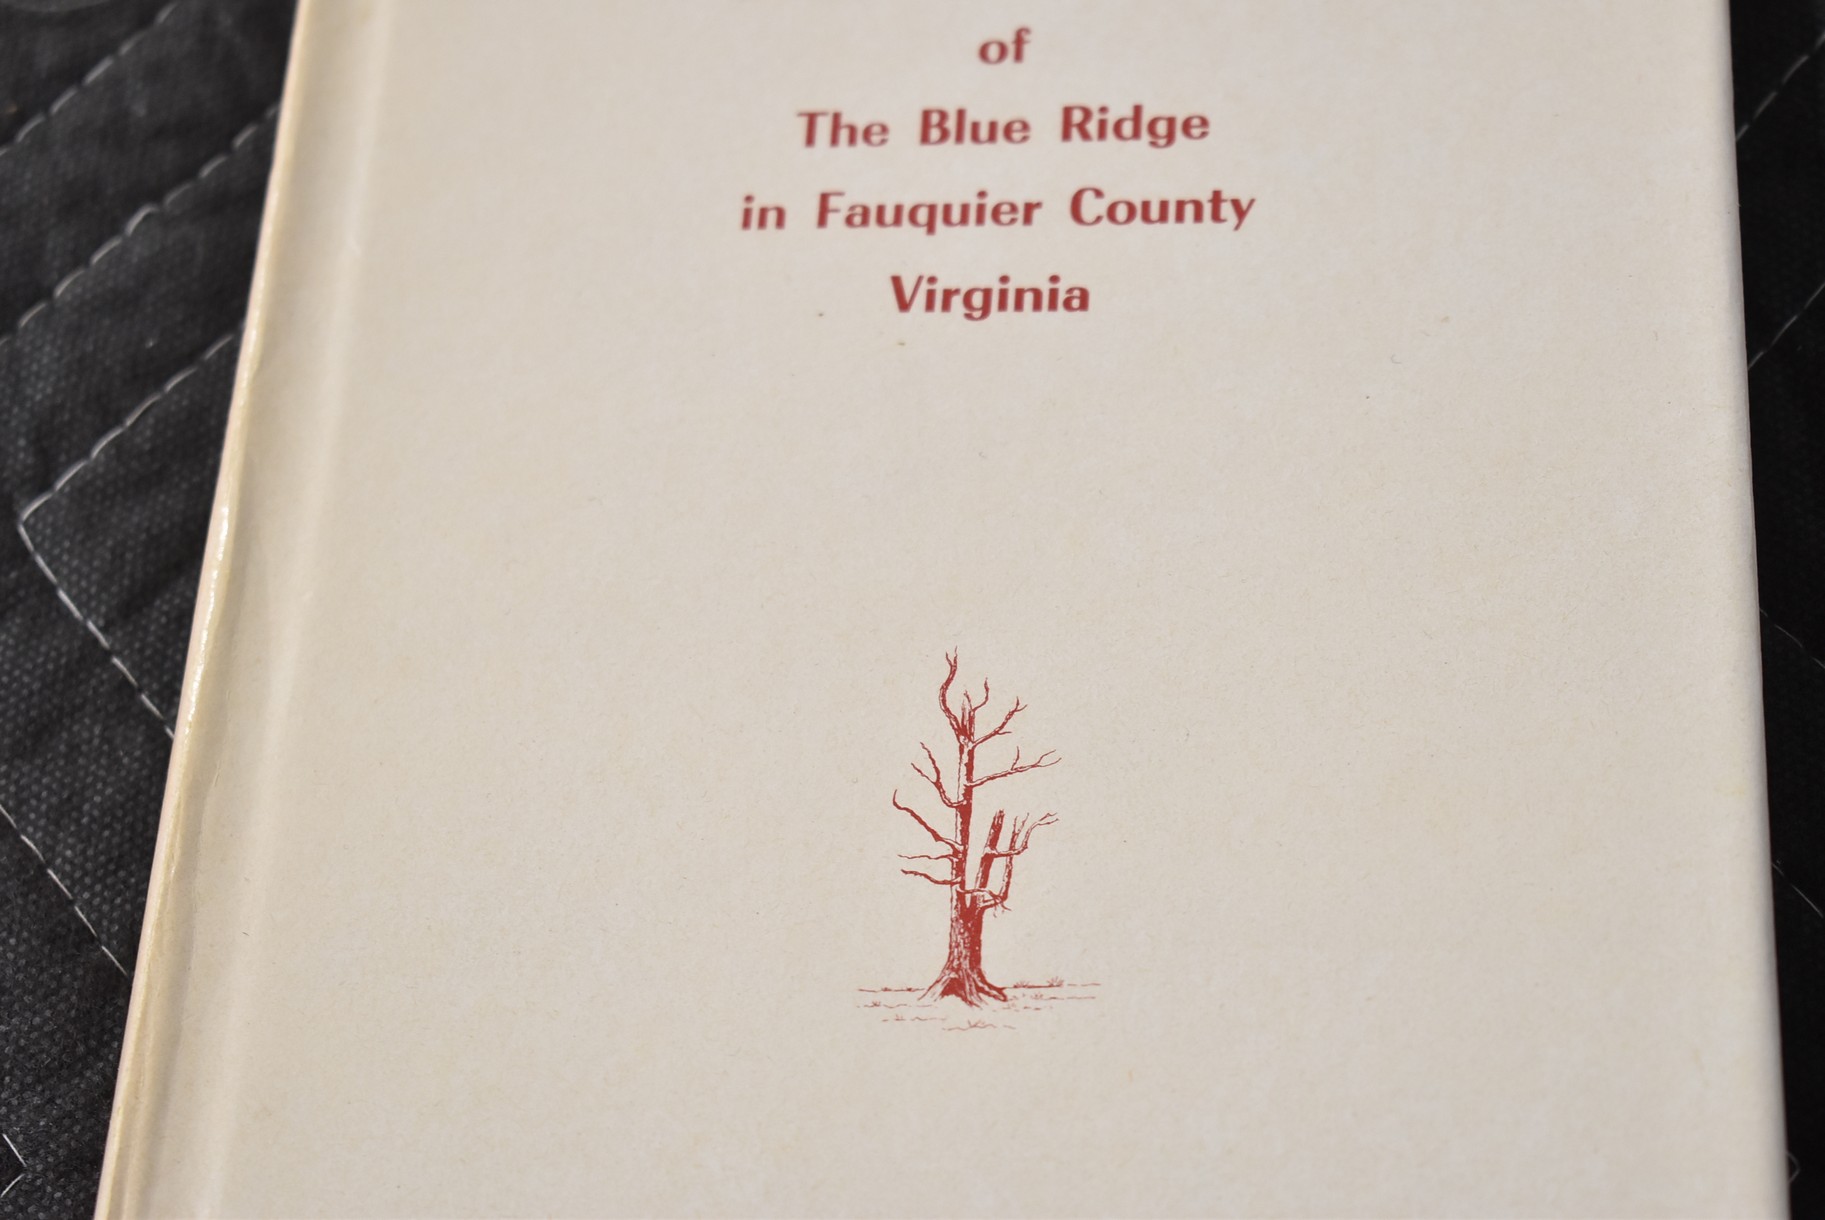 of
The Blue Ridge
in Fauquier County
Virginia